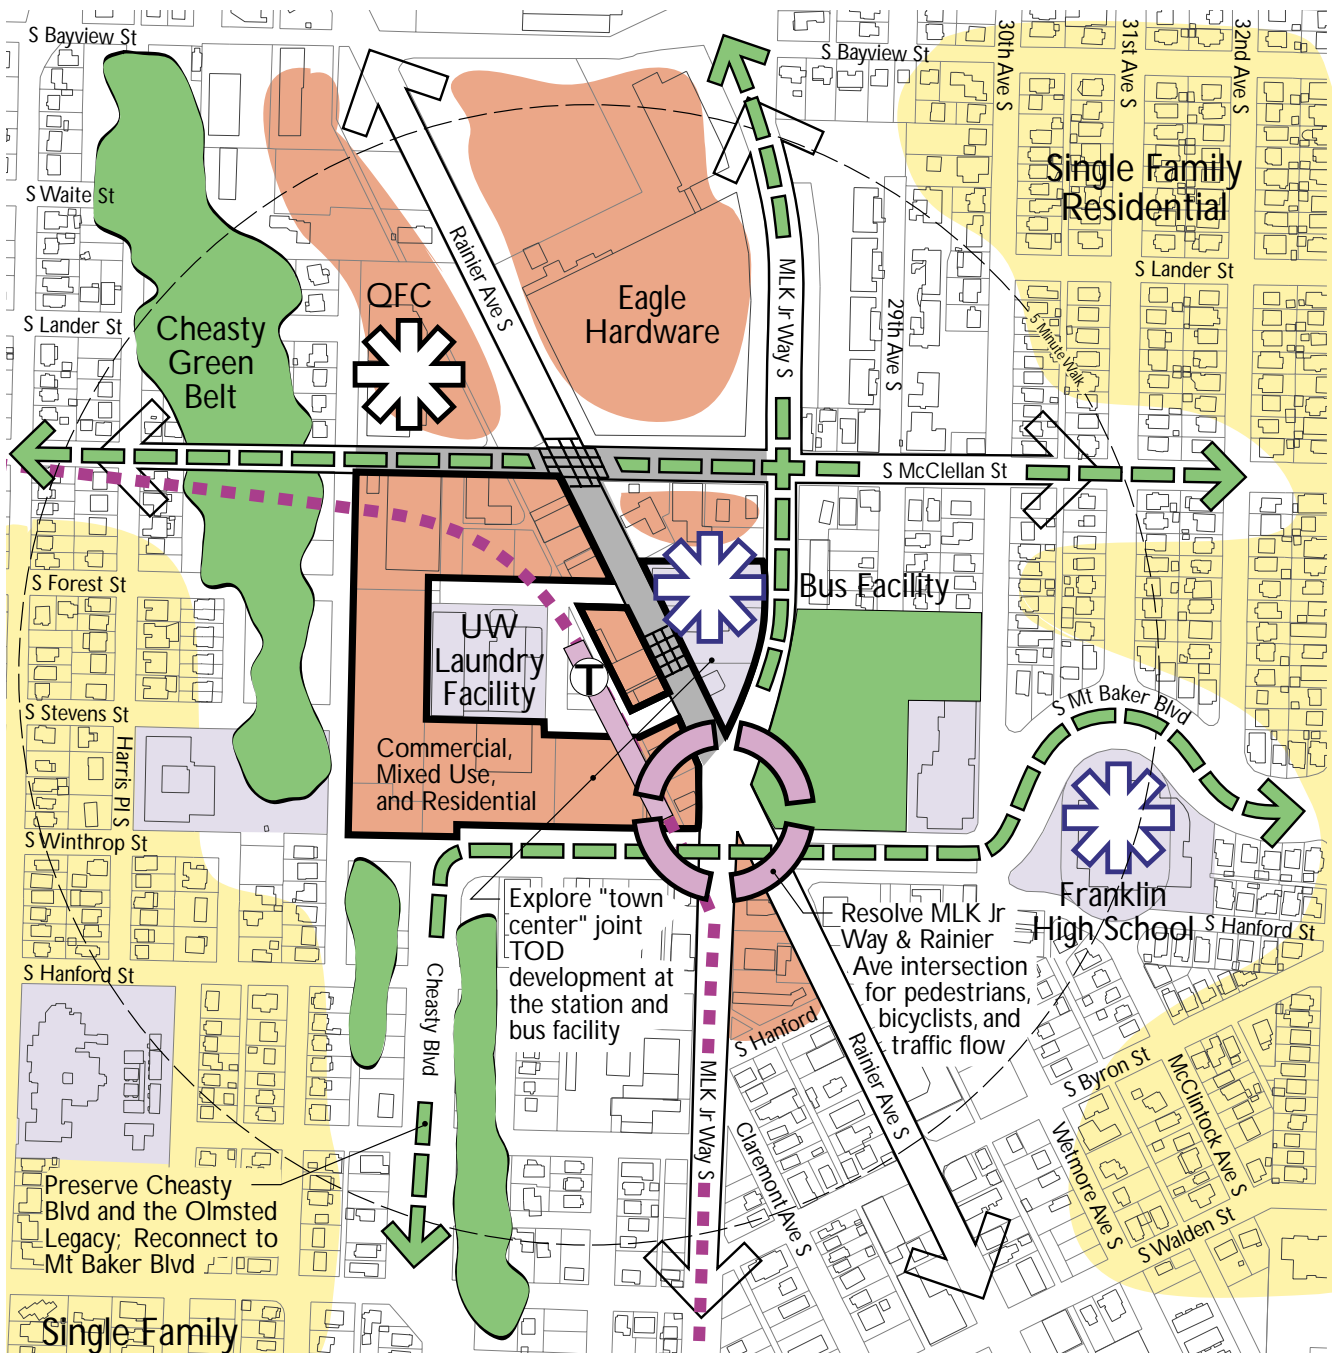 S Bayview St
S Bayview St
30th Ave S
31st Ave S
32nd Ave S
Single Family
Residential
S Waite St
Rainier Ave S
MLK Jr Way S
S Lander St
QFC
Eagle
Hardware
29th Ave S
S Lander St
Cheasty
Green
Belt
5 Minute Walk
S McClellan St
S Forest St
Bus Facility
UW
Laundry
Facility
T
S Mt Baker Blvd
S Stevens St
Harris Pl S
Commercial,
Mixed Use,
and Residential
S Winthrop St
Franklin
High School
S Hanford St
Explore "town
center" joint
TOD
development at
the station and
bus facility
Resolve MLK Jr
Way & Rainier
Ave intersection
for pedestrians,
bicyclists, and
traffic flow
S Hanford St
Cheasty Blvd
S Hanford
MLK Jr Way S
Rainier Ave S
S Byron St
McClintock Ave S
Claremont Ave S
Wetmore Ave S
S Walden St
Preserve Cheasty
Blvd and the Olmsted
Legacy; Reconnect to
Mt Baker Blvd
Single Family